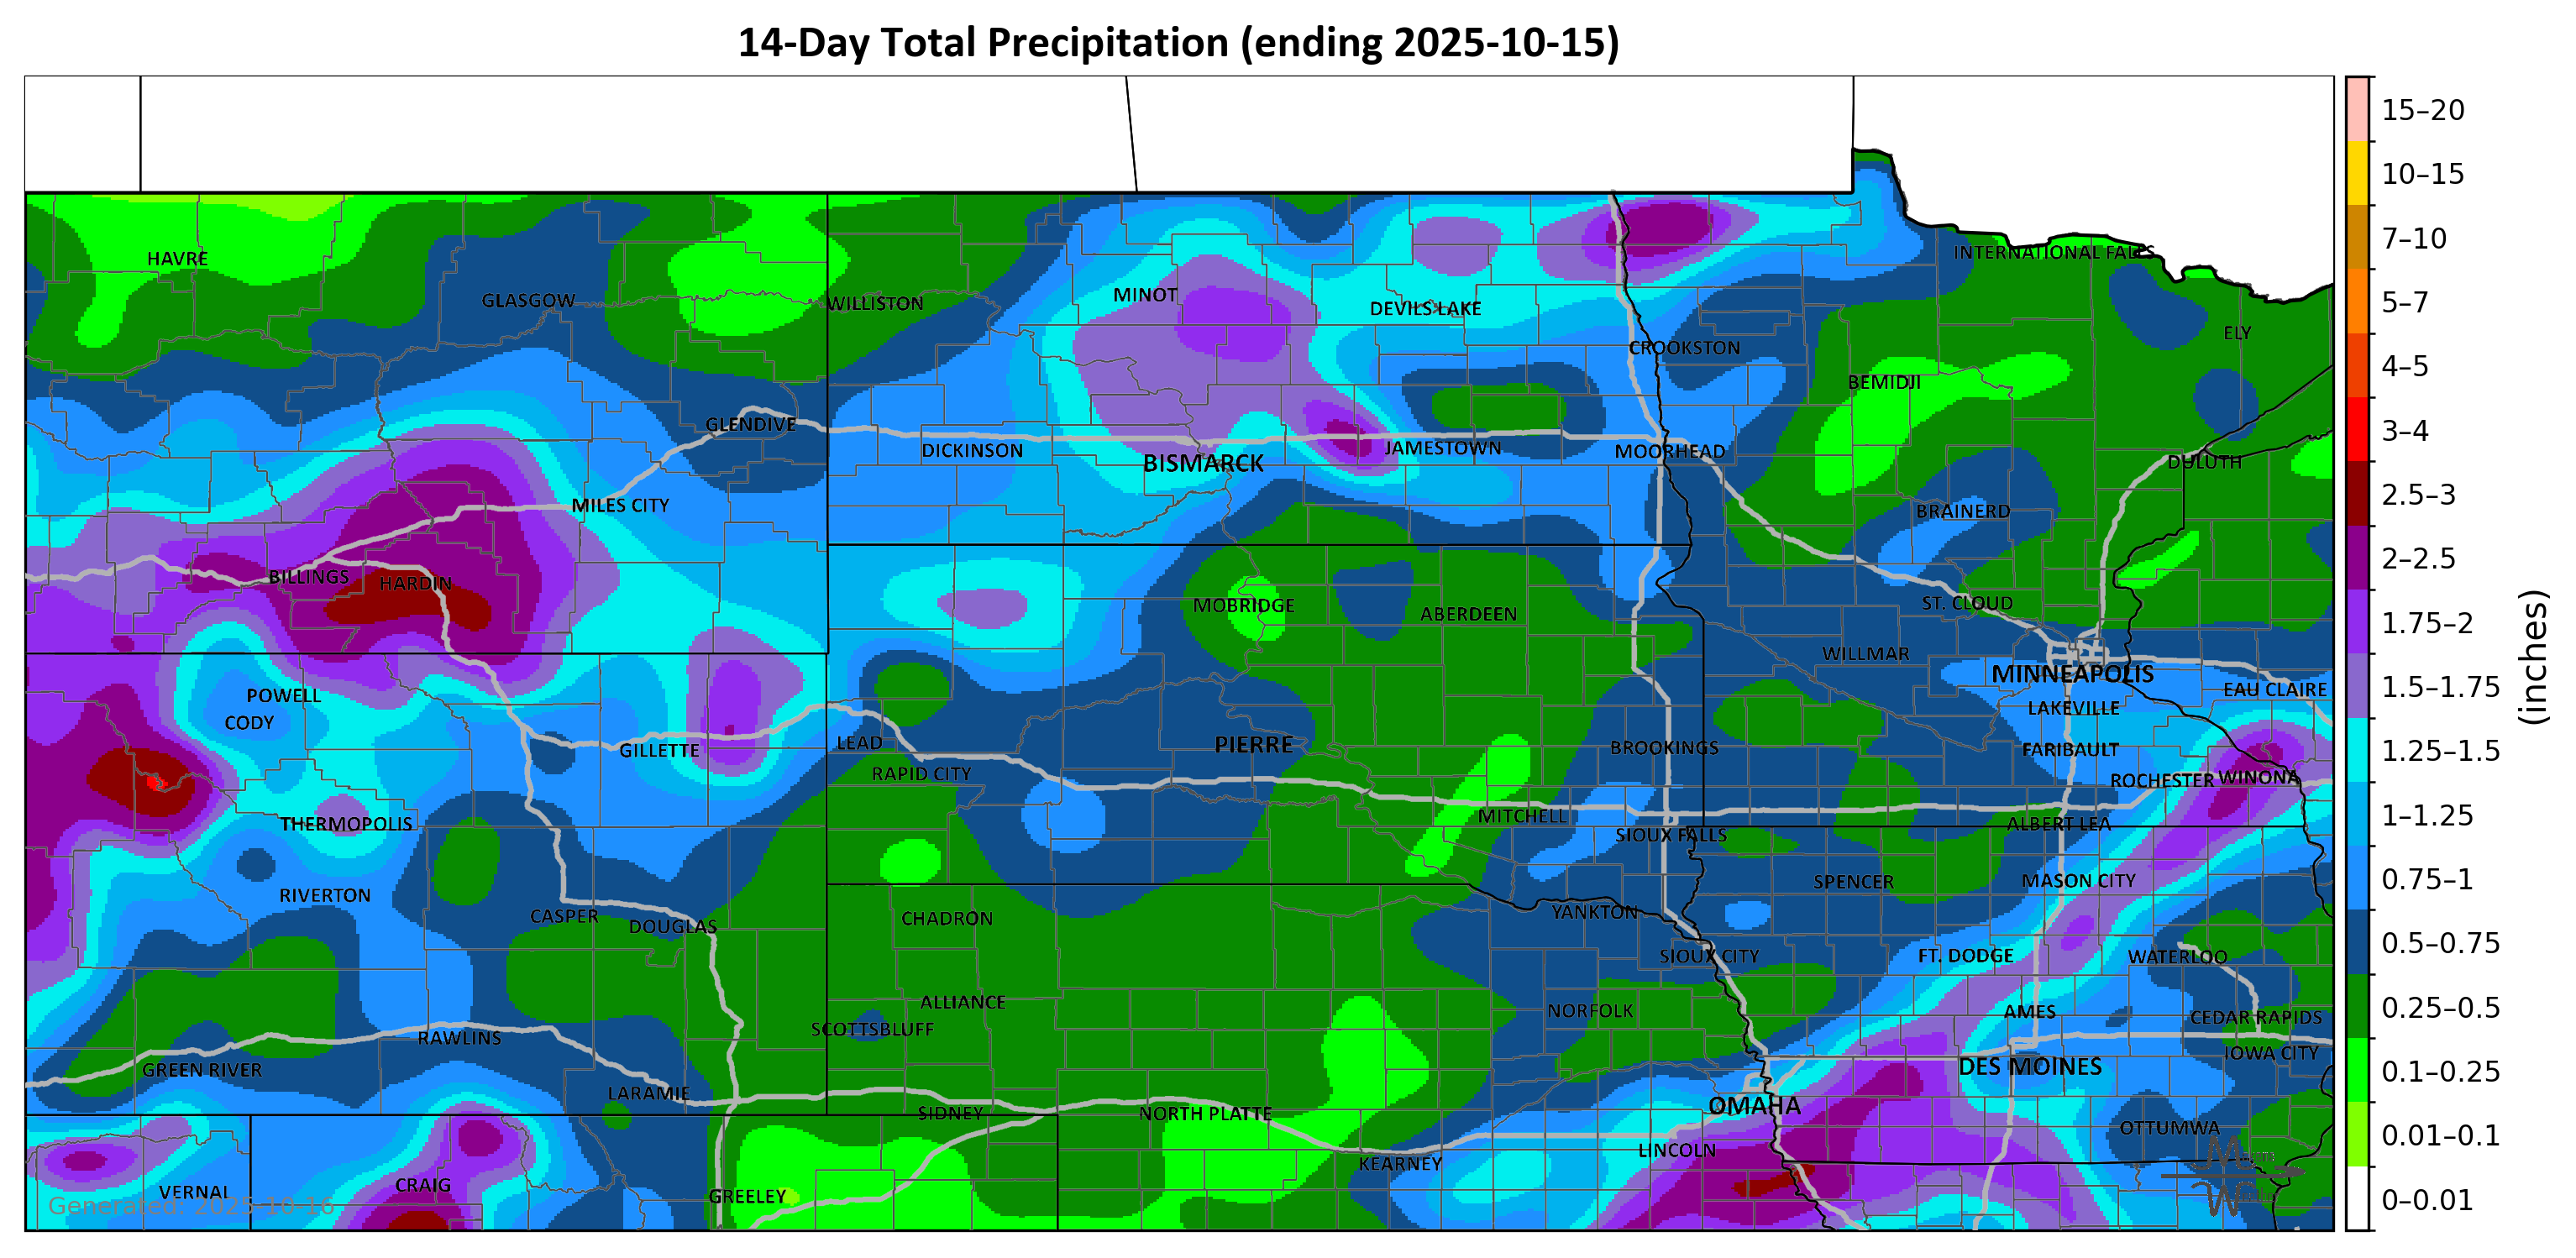 14-Day Total Precipitation (ending 2025-10-15)
HAVRE
GLASGOW
WILLISTON
MINOT
DEVILS LAKE
INTERNATIONAL FALLS
CROOKSTON
ELY
BEMIDJI
GLENDIVE
DICKINSON
BISMARCK
JAMESTOWN
MOORHEAD
DULUTH
MILES CITY
BRAINERD
BILLINGS
HARDIN
MOBRIDGE
ABERDEEN
ST. CLOUD
WILLMAR
MINNEAPOLIS
POWELL
EAU CLAIRE
CODY
LAKEVILLE
GILLETTE
LEAD
PIERRE
BROOKINGS
FARIBAULT
RAPID CITY
ROCHESTER
WINONA
THERMOPOLIS
MITCHELL
SIOUX FALLS
ALBERT LEA
RIVERTON
SPENCER
MASON CITY
CASPER
DOUGLAS
CHADRON
YANKTON
SIOUX CITY
FT. DODGE
WATERLOO
ALLIANCE
NORFOLK
AMES
CEDAR RAPIDS
SCOTTSBLUFF
RAWLINS
IOWA CITY
GREEN RIVER
DES MOINES
LARAMIE
SIDNEY
NORTH PLATTE
OMAHA
OTTUMWA
LINCOLN
KEARNEY
CRAIG
VERNAL
GREELEY
Generated: 2025-10-16
15–20
10–15
7–10
5–7
4–5
3–4
2.5–3
2–2.5
1.75–2
1.5–1.75
1.25–1.5
1–1.25
0.75–1
0.5–0.75
0.25–0.5
0.1–0.25
0.01–0.1
0–0.01
(inches)